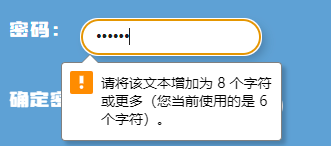 密码：
••••••
请将该文本增加为 8 个字符
或更多（您当前使用的是 6
个字符）。
确定密